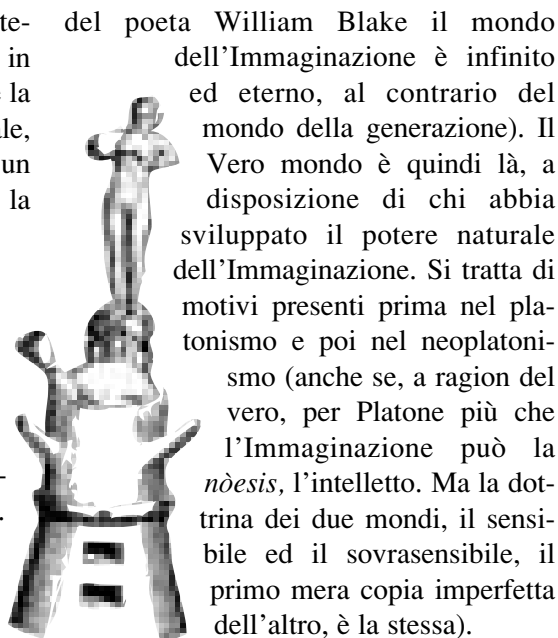 te-
in
la
ale,
un
la
-
.
del poeta William Blake il mondo
dell’Immaginazione è infinito
ed eterno, al contrario del
mondo della generazione). Il
Vero mondo è quindi là, a
disposizione di chi abbia
sviluppato il potere naturale
dell’Immaginazione. Si tratta di
motivi presenti prima nel pla-
tonismo e poi nel neoplatoni-
smo (anche se, a ragion del
vero, per Platone più che
l’Immaginazione può la
nòesis, l’intelletto. Ma la dot-
trina dei due mondi, il sensi-
bile ed il sovrasensibile, il
primo mera copia imperfetta
dell’altro, è la stessa).